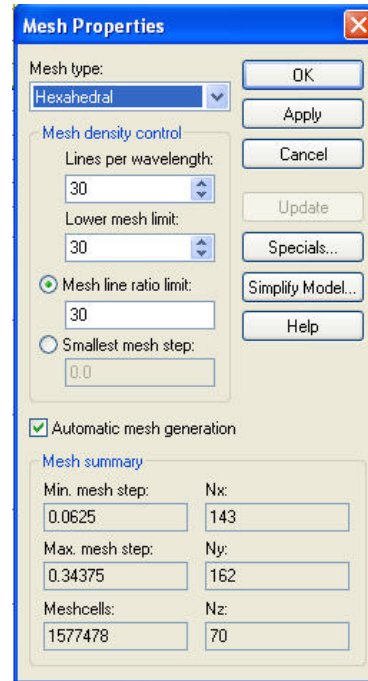 Mesh Properties
Mesh type:
Hexahedral
OK
Apply
Cancel
Update
Specials...
Simplify Model...
Help
Mesh density control
Lines per wavelength:
30
Lower mesh limit:
30
Mesh line ratio limit:
30
Smallest mesh step:
0.0
Automatic mesh generation
Mesh summary
Min. mesh step:
Nx:
0.0625
143
Max. mesh step:
Ny:
0.34375
162
Meshcells:
Nz:
1577478
70